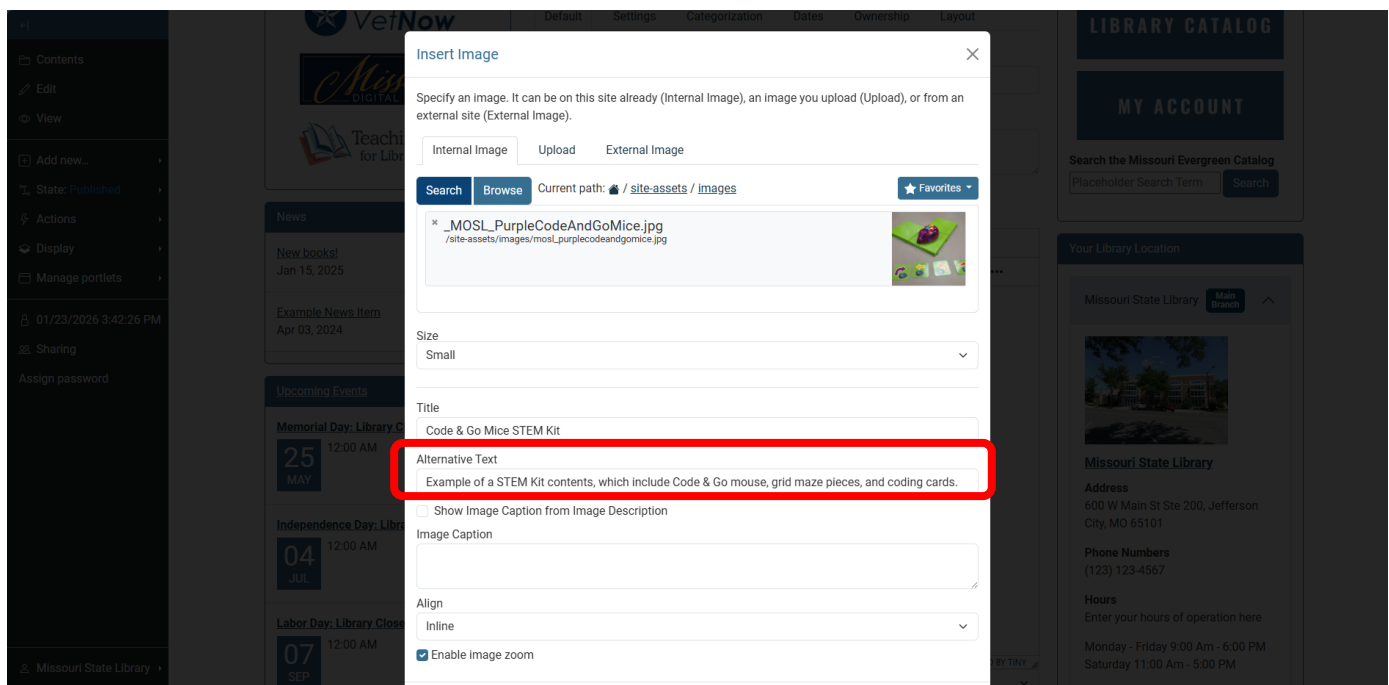 VetNow
Default Settings Categorization Dates Ownership Layout
LIBRARY CATALOG
Contents
Edit
View
Add new...
State: Published
Actions
Display
Manage portlets
01/23/2026 3:42:26 PM
Sharing
Assign password
Missouri State Library
Miss
DIGITAL
Teachi
for Libr
News
New books!
Jan 15, 2025
Example News Item
Apr 03, 2024
Upcoming Events
Memorial Day: Library C
25
MAY
12:00 AM
Independence Day: Libra
04
JUL
12:00 AM
Labor Day: Library Close
07
SEP
12:00 AM
Insert Image
Specify an image. It can be on this site already (Internal Image), an image you upload (Upload), or from an
external site (External Image).
Internal Image Upload External Image
Search Browse Current path: / site-assets / images Favorites
× _MOSL_PurpleCodeAndGoMice.jpg
/site-assets/images/mosl_purplecodeandgomice.jpg
Size
Small
Title
Code & Go Mice STEM Kit
Alternative Text
Example of a STEM Kit contents, which include Code & Go mouse, grid maze pieces, and coding cards.
Show Image Caption from Image Description
Image Caption
Align
Inline
Enable image zoom
BY TINY
MY ACCOUNT
Search the Missouri Evergreen Catalog
Placeholder Search Term Search
Your Library Location
Missouri State Library Main
Branch
Missouri State Library
Address
600 W Main St Ste 200, Jefferson
City, MO 65101
Phone Numbers
(123) 123-4567
Hours
Enter your hours of operation here
Monday - Friday 9:00 Am - 6:00 PM
Saturday 11:00 Am - 5:00 PM